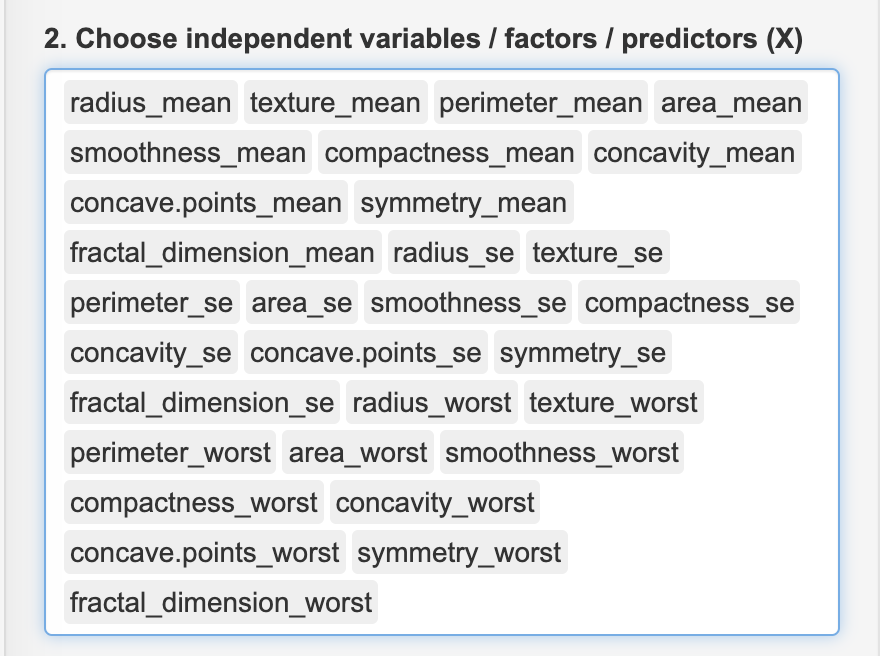 2. Choose independent variables / factors / predictors (X)
radius_mean texture_mean perimeter_mean area_mean
smoothness_mean compactness_mean concavity_mean
concave.points_mean symmetry_mean
fractal_dimension_mean radius_se texture_se
perimeter_se area_se smoothness_se compactness_se
concavity_se concave.points_se symmetry_se
fractal_dimension_se radius_worst texture_worst
perimeter_worst area_worst smoothness_worst
compactness_worst concavity_worst
concave.points_worst symmetry_worst
fractal_dimension_worst